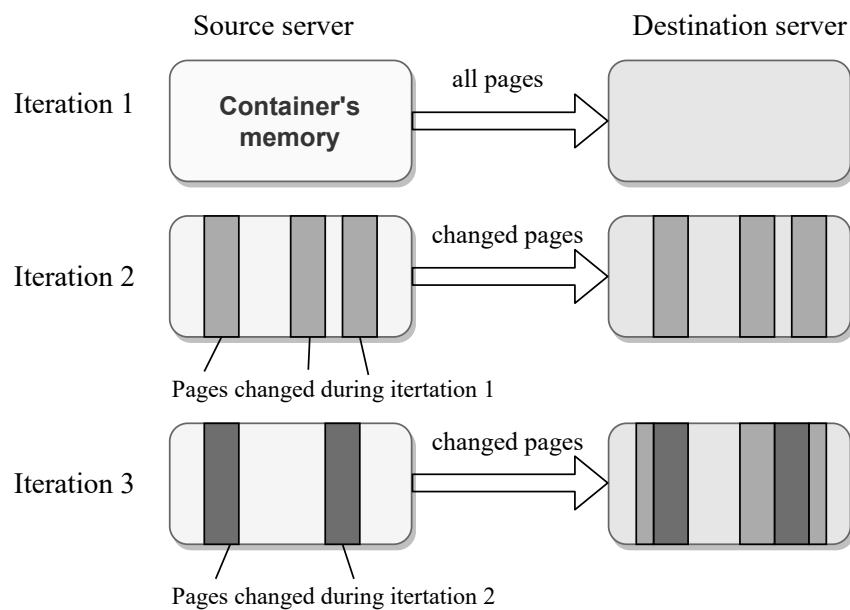 Source server
Destination server
Iteration 1
Container's
memory
all pages
Iteration 2
changed pages
Pages changed during itertation 1
Iteration 3
changed pages
Pages changed during itertation 2